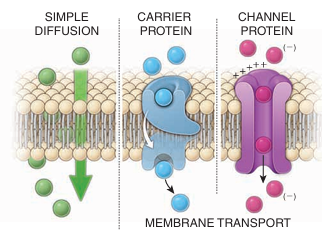 SIMPLE
DIFFUSION
CARRIER
PROTEIN
CHANNEL
PROTEIN
(−)
+++++
(−)
MEMBRANE TRANSPORT